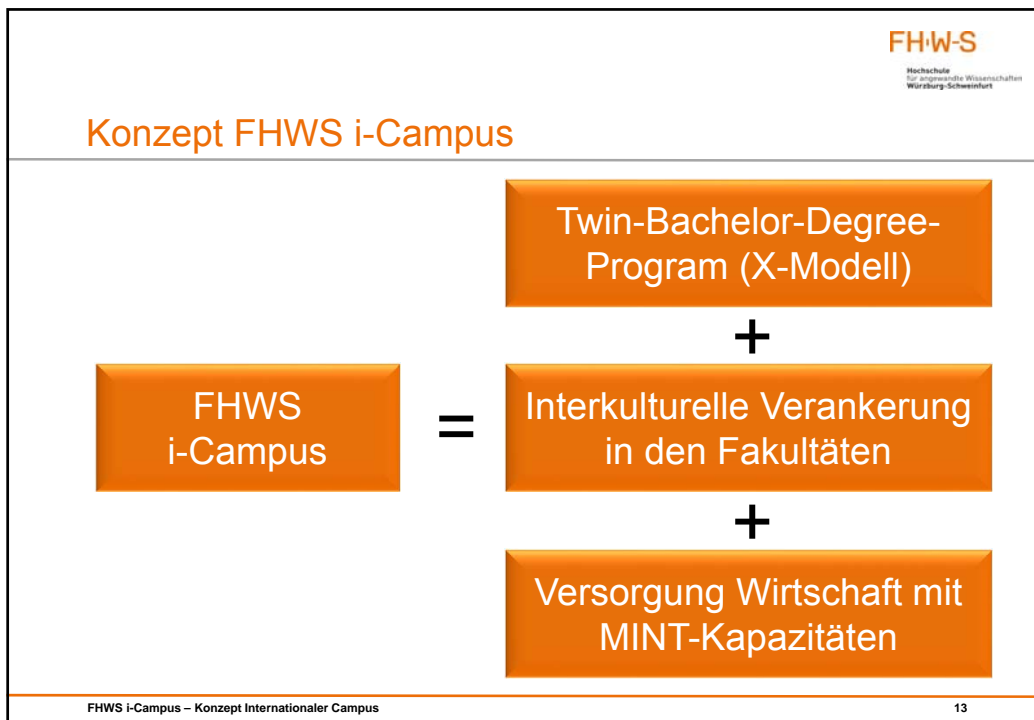 FH·W-S
Hochschule
für angewandte Wissenschaften
Würzburg-Schweinfurt
Konzept FHWS i-Campus
Twin-Bachelor-Degree-
Program (X-Modell)
+
FHWS
i-Campus
=
Interkulturelle Verankerung
in den Fakultäten
+
Versorgung Wirtschaft mit
MINT-Kapazitäten
FHWS i-Campus – Konzept Internationaler Campus
13